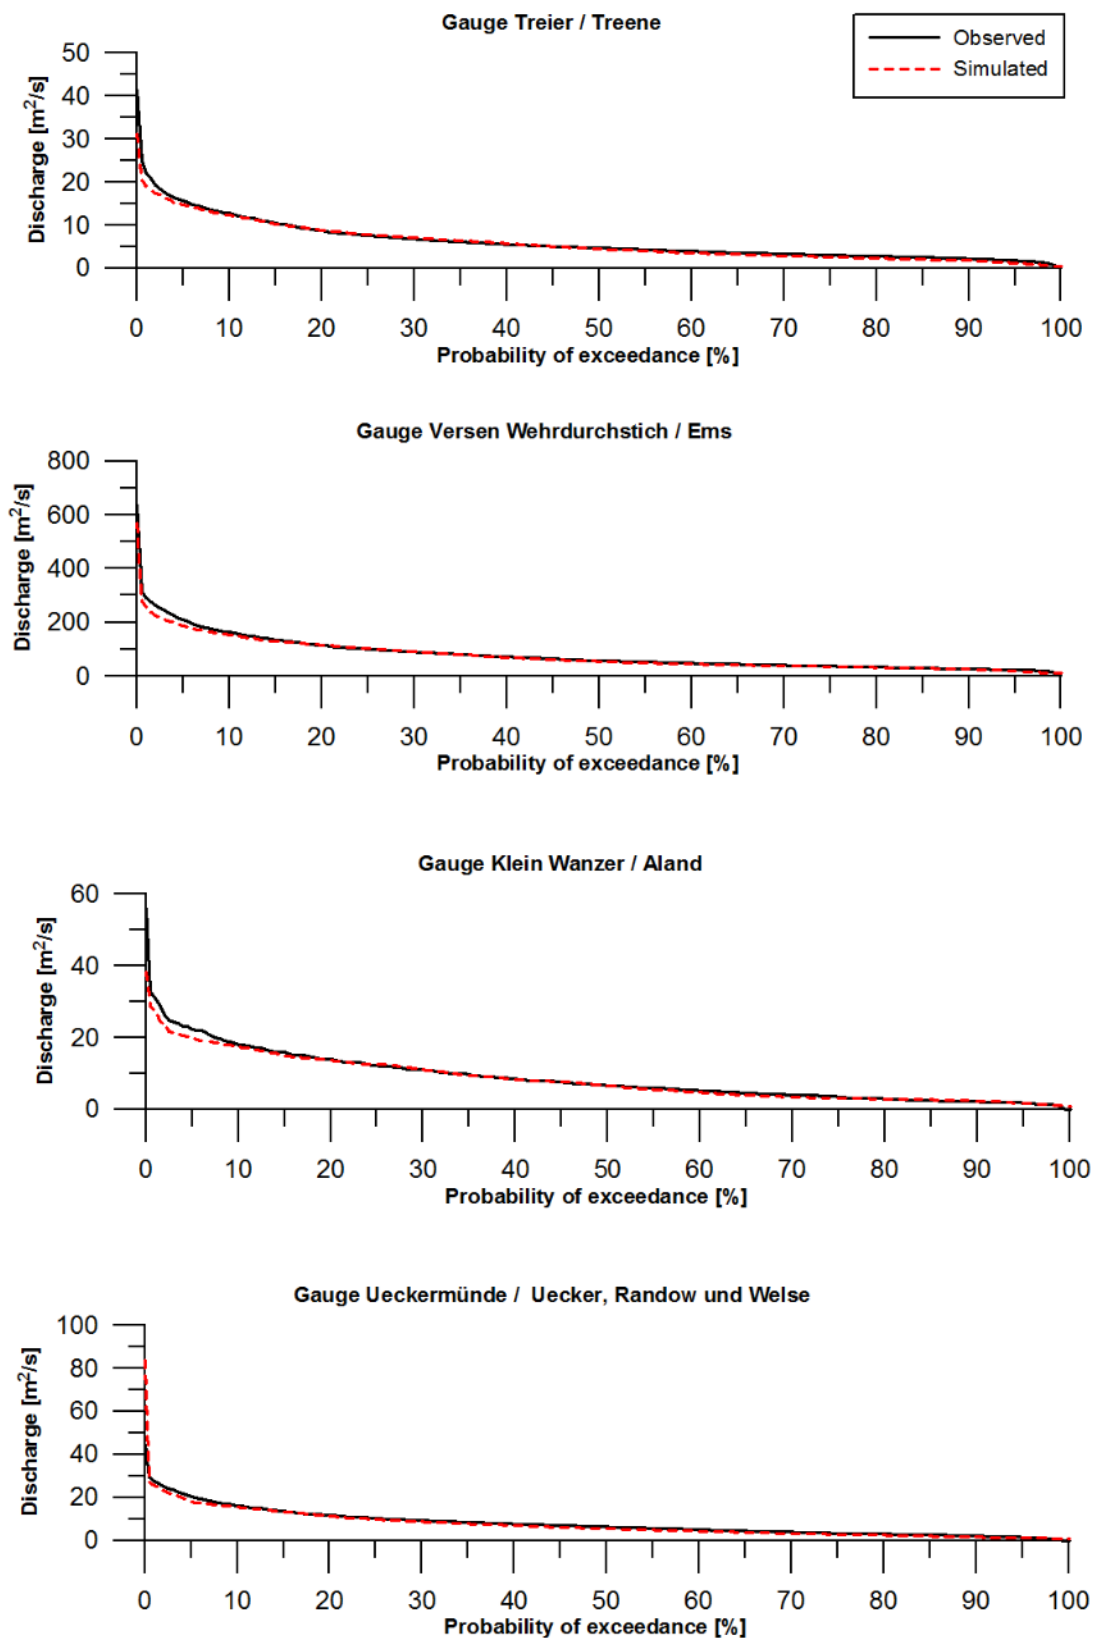 Gauge Treier / Treene
Observed
Simulated
Discharge [m²/s]
50
40
30
20
10
0
0 10 20 30 40 50 60 70 80 90 100
Probability of exceedance [%]
Gauge Versen Wehrdurchstich / Ems
Discharge [m²/s]
800
600
400
200
0
0 10 20 30 40 50 60 70 80 90 100
Probability of exceedance [%]
Gauge Klein Wanzer / Aland
Discharge [m²/s]
60
40
20
0
0 10 20 30 40 50 60 70 80 90 100
Probability of exceedance [%]
Gauge Ueckermünde / Uecker, Randow und Welse
Discharge [m²/s]
100
80
60
40
20
0
0 10 20 30 40 50 60 70 80 90 100
Probability of exceedance [%]